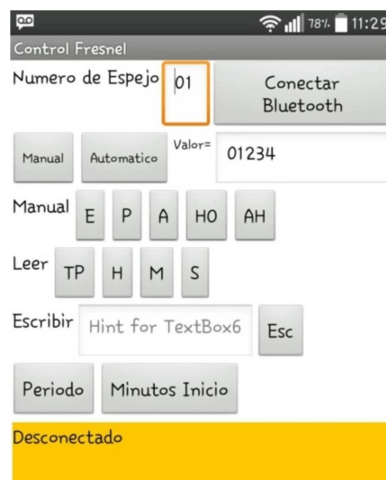 78% 11:29
Control Fresnel
Numero de Espejo 01 Conectar
Bluetooth
Manual Automatico Valor= 01234
Manual E P A HO AH
Leer TP H M S
Escribir Hint for TextBox6 Esc
Periodo Minutos Inicio
Desconectado